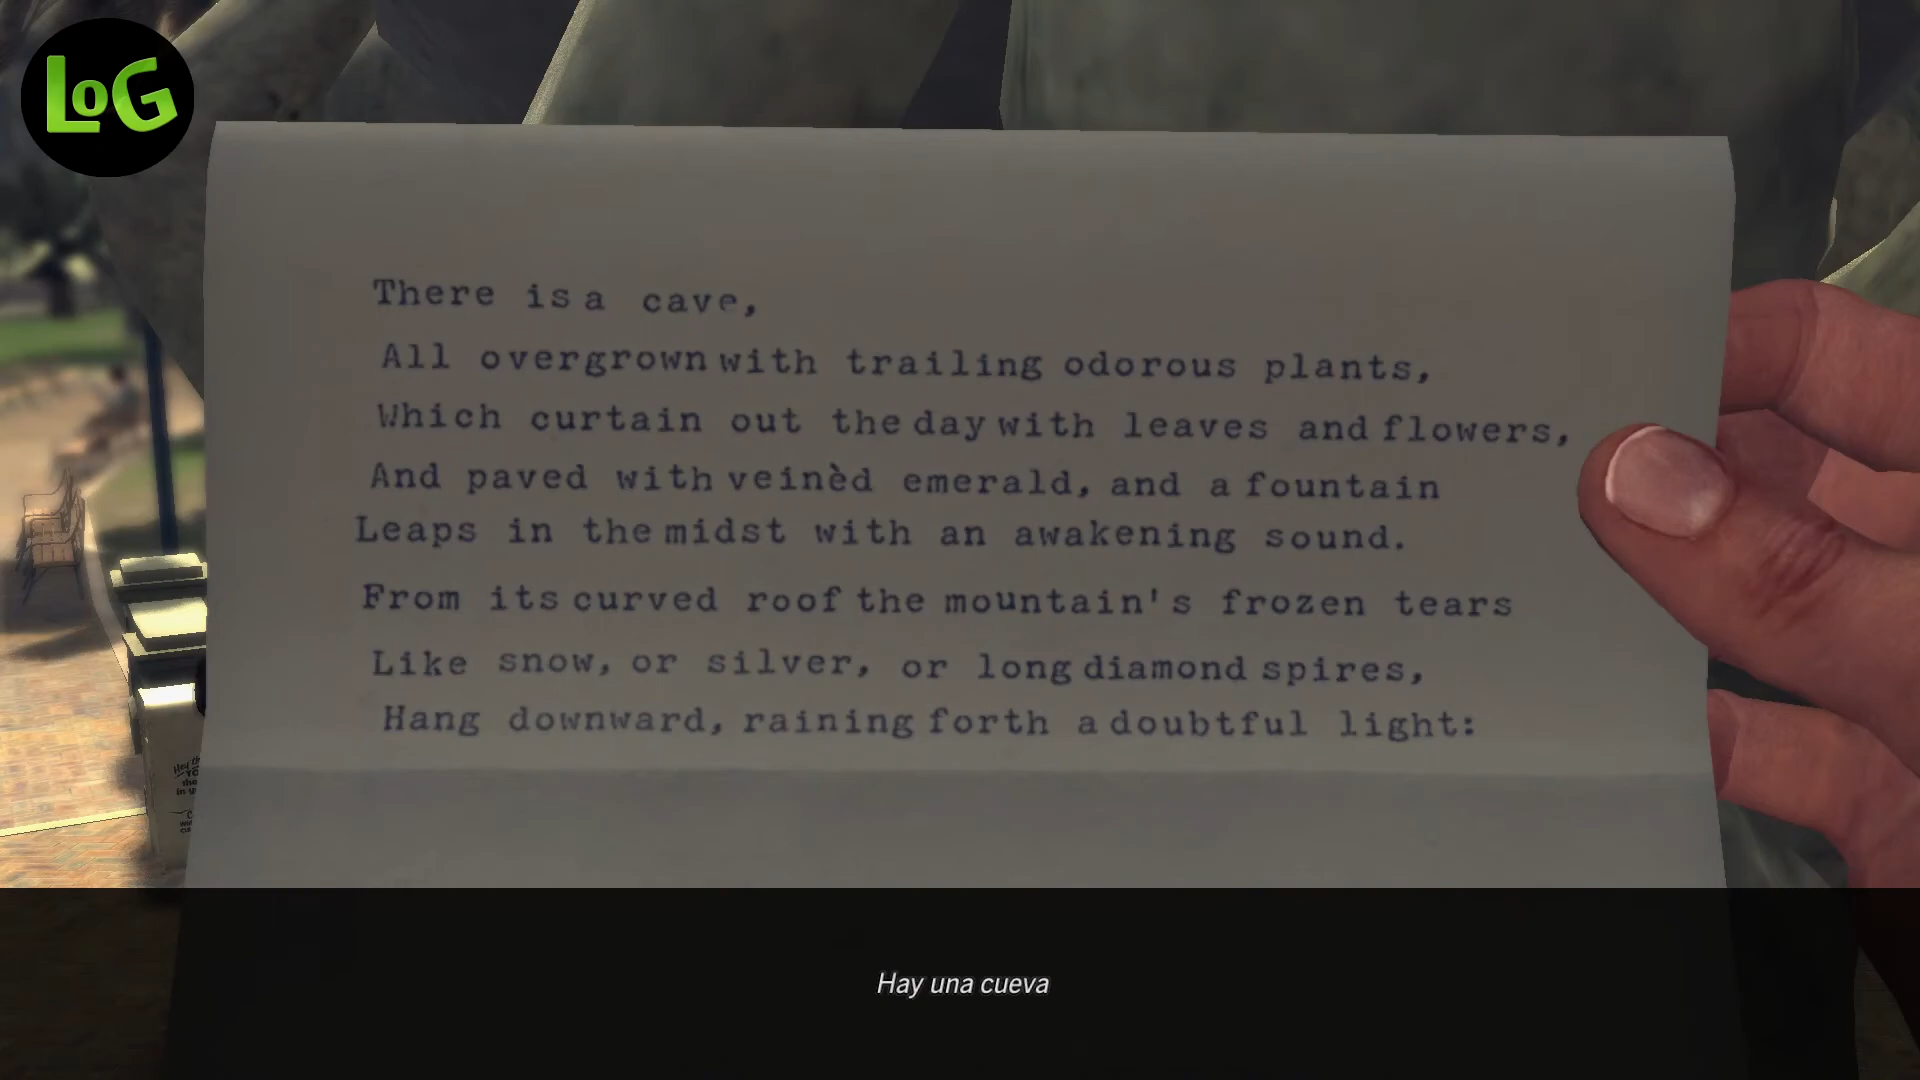 LoG
There is a cave,
All overgrown with trailing odorous plants,
Which curtain out the day with leaves and flowers,
And paved with veinèd emerald, and a fountain
Leaps in the midst with an awakening sound.
From its curved roof the mountain's frozen tears
Like snow, or silver, or long diamond spires,
Hang downward, raining forth a doubtful light:
Hay una cueva